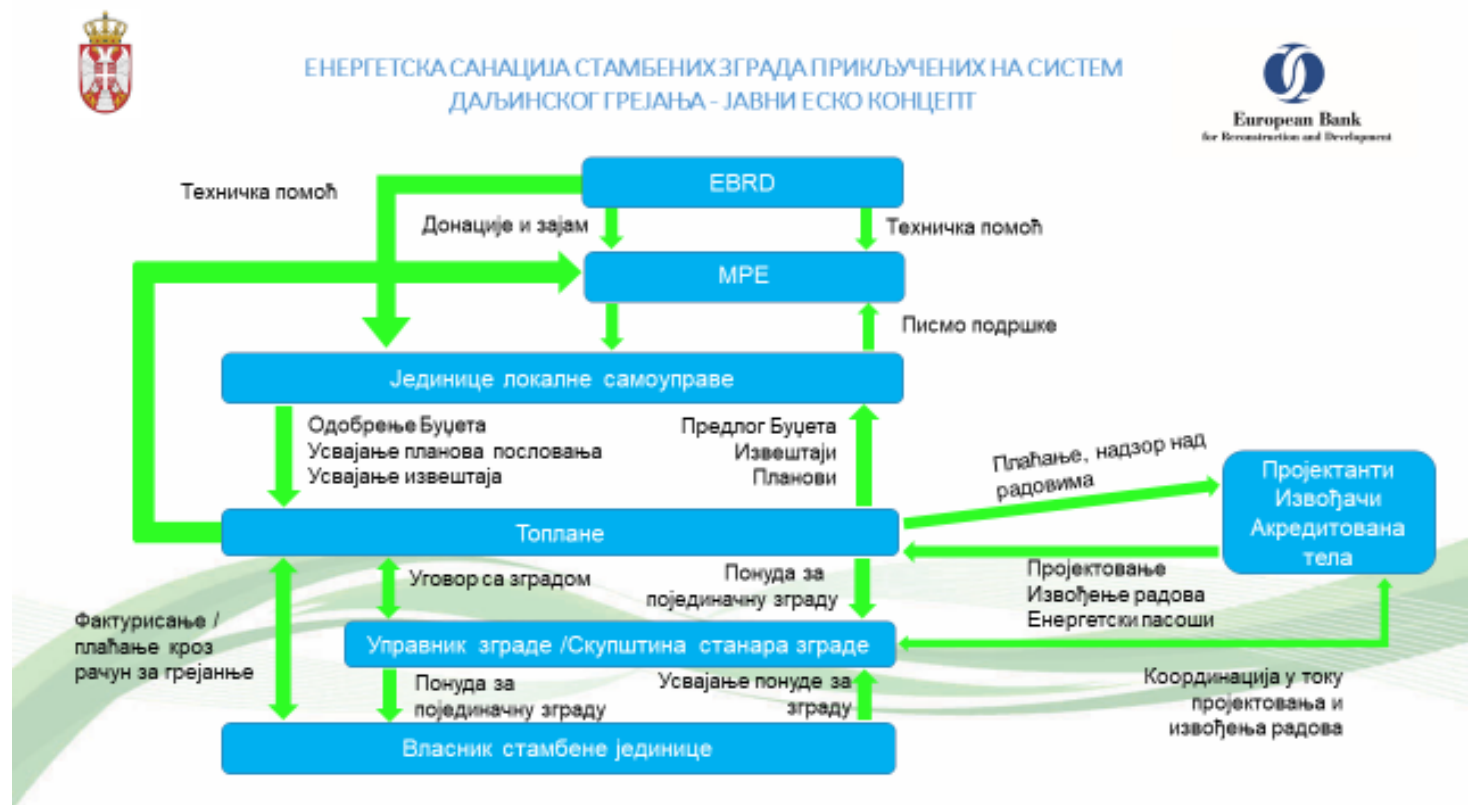 ЕНЕРГЕТСКА САНАЦИЈА СТАМБЕНИХ ЗГРАДА ПРИКЉУЧЕНИХ НА СИСТЕМ
ДАЉИНСКОГ ГРЕЈАЊА - ЈАВНИ ЕСКО КОНЦЕПТ
European Bank
for Reconstruction and Development
EBRD
Техничка помоћ
Донације и зајам
Техничка помоћ
МРЕ
Писмо подршке
Јединице локалне самоуправе
Одобрење Буџета
Усвајање планова пословања
Усвајање извештаја
Предлог Буџета
Извештаји
Планови
Плаћање, надзор над
радовима
Пројектанти
Извођачи
Акредитована
тела
Топлане
Уговор са зградом
Понуда за
појединачну зграду
Пројектовање
Извођење радова
Енергетски пасоши
Фактурисање /
плаћање кроз
рачун за грејанње
Управник зграде /Скупштина станара зграде
Понуда за
појединачну зграду
Усвајање понуде за
зграду
Координација у току
пројектовања и
извођења радова
Власник стамбене јединице